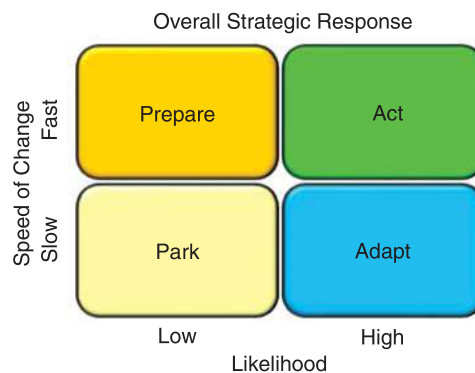 Overall Strategic Response
Speed of Change
Fast
Slow
Prepare
Act
Park
Adapt
Low
High
Likelihood